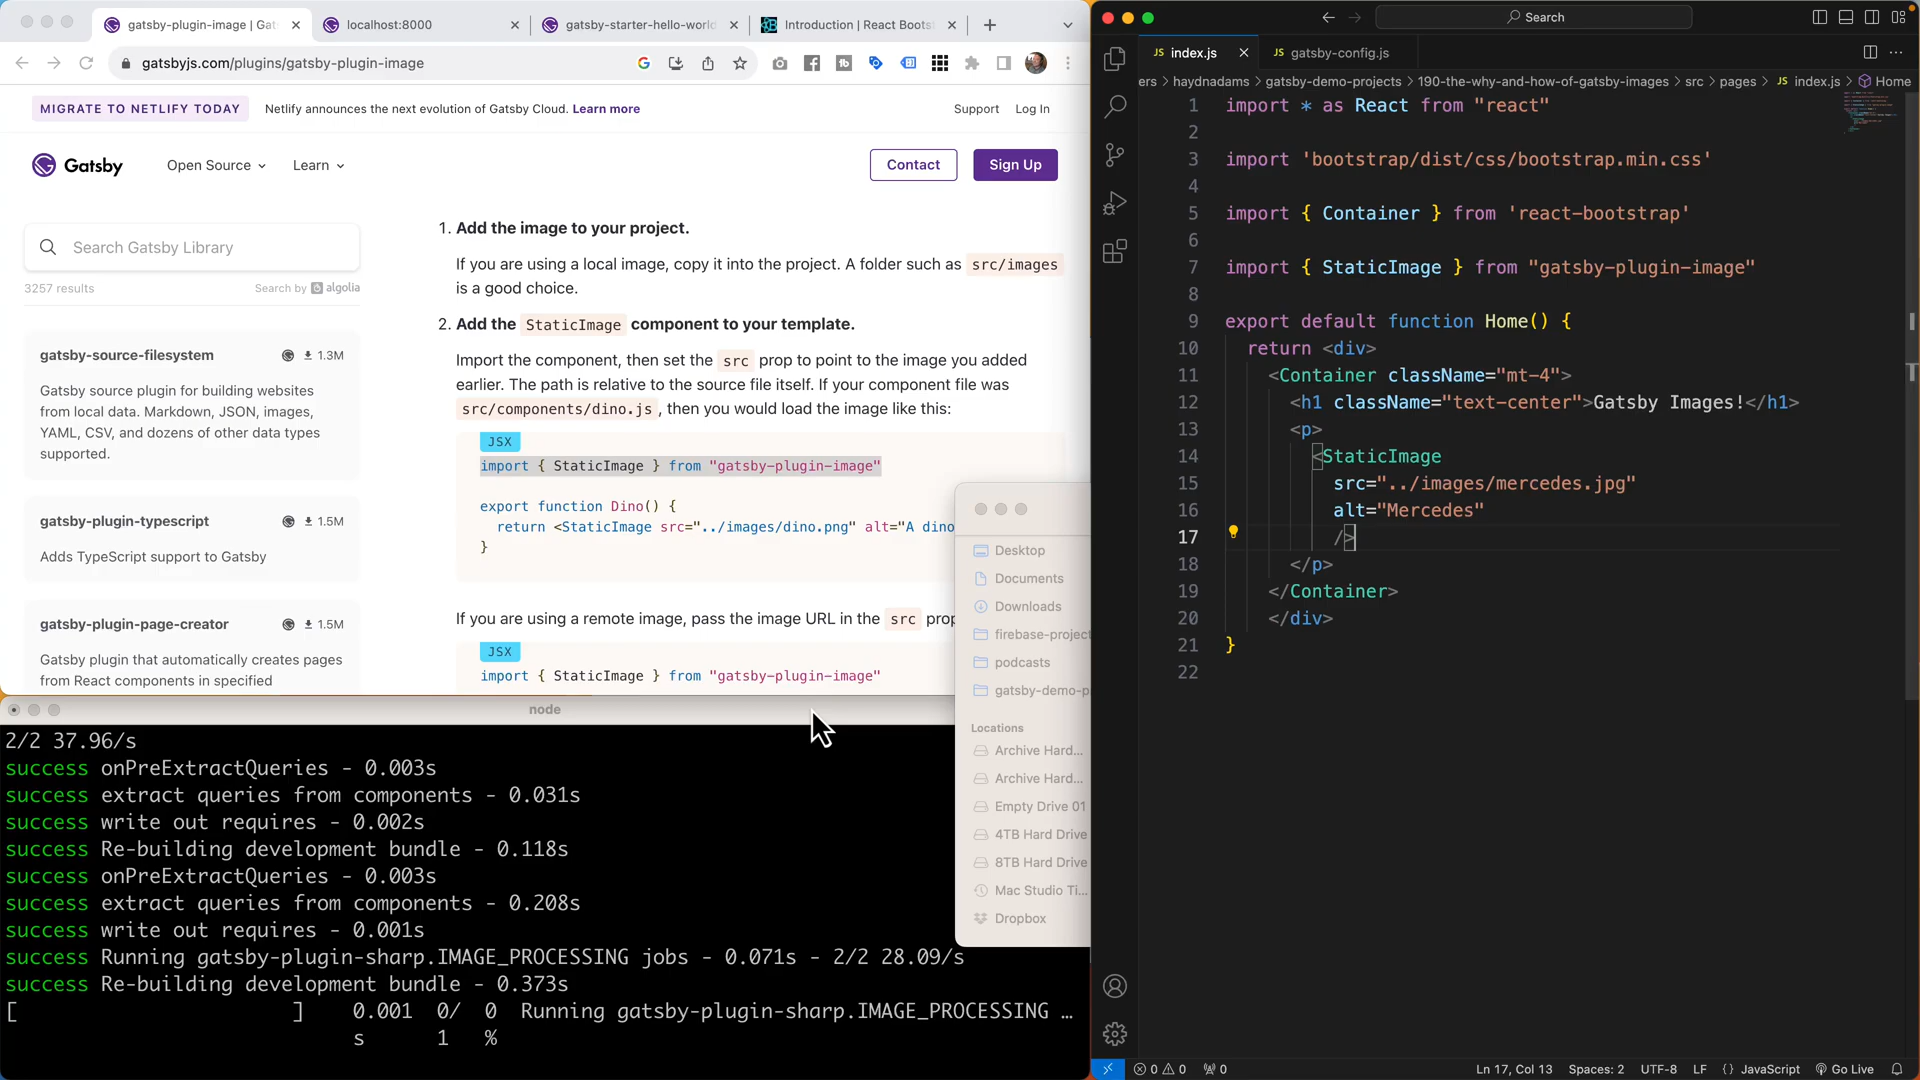 gatsby-plugin-image | Gat
localhost:8000
gatsby-starter-hello-world
Introduction | React Boots
gatsbyjs.com/plugins/gatsby-plugin-image
MIGRATE TO NETLIFY TODAY
Netlify announces the next evolution of Gatsby Cloud. Learn more
Support
Log In
Gatsby
Open Source
Learn
Contact
Sign Up
Search Gatsby Library
3257 results
Search by algolia
gatsby-source-filesystem
1.3M
Gatsby source plugin for building websites
from local data. Markdown, JSON, images,
YAML, CSV, and dozens of other data types
supported.
gatsby-plugin-typescript
1.5M
Adds TypeScript support to Gatsby
gatsby-plugin-page-creator
1.5M
Gatsby plugin that automatically creates pages
from React components in specified
1. Add the image to your project.
If you are using a local image, copy it into the project. A folder such as src/images
is a good choice.
2. Add the StaticImage component to your template.
Import the component, then set the src prop to point to the image you added
earlier. The path is relative to the source file itself. If your component file was
src/components/dino.js , then you would load the image like this:
JSX
import { StaticImage } from "gatsby-plugin-image"
export function Dino() {
return <StaticImage src="../images/dino.png" alt="A dino
}
If you are using a remote image, pass the image URL in the src prop
JSX
import { StaticImage } from "gatsby-plugin-image"
Desktop
Documents
Downloads
firebase-project
podcasts
gatsby-demo-p
Locations
Archive Hard...
Archive Hard...
Empty Drive 01
4TB Hard Drive
8TB Hard Drive
Mac Studio Ti...
Dropbox
node
2/2 37.96/s
success onPreExtractQueries - 0.003s
success extract queries from components - 0.031s
success write out requires - 0.002s
success Re-building development bundle - 0.118s
success onPreExtractQueries - 0.003s
success extract queries from components - 0.208s
success write out requires - 0.001s
success Running gatsby-plugin-sharp.IMAGE_PROCESSING jobs - 0.071s - 2/2 28.09/s
success Re-building development bundle - 0.373s
[ ] 0.001 0/ 0 Running gatsby-plugin-sharp.IMAGE_PROCESSING …
s 1 %
Search
JS index.js
JS gatsby-config.js
ers > haydnadams > gatsby-demo-projects > 190-the-why-and-how-of-gatsby-images > src > pages > JS index.js > Home
1 import * as React from "react"
2
3 import 'bootstrap/dist/css/bootstrap.min.css'
4
5 import { Container } from 'react-bootstrap'
6
7 import { StaticImage } from "gatsby-plugin-image"
8
9 export default function Home() {
10 return <div>
11 <Container className="mt-4">
12 <h1 className="text-center">Gatsby Images!</h1>
13 <p>
14 <StaticImage
15 src="../images/mercedes.jpg"
16 alt="Mercedes"
17 />
18 </p>
19 </Container>
20 </div>
21 }
22
0 0 0
Ln 17, Col 13
Spaces: 2
UTF-8
LF
{} JavaScript
Go Live